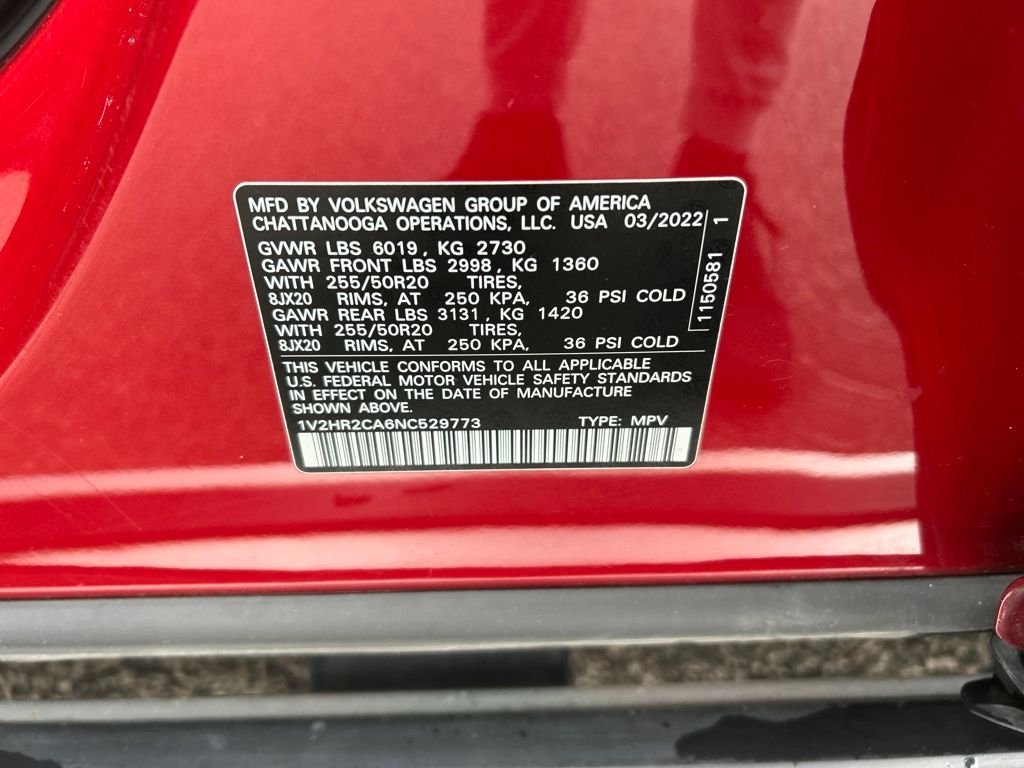 MFD BY VOLKSWAGEN GROUP OF AMERICA
CHATTANOOGA OPERATIONS, LLC. USA 03/2022
GVWR LBS 6019, KG 2730
GAWR FRONT LBS 2998, KG 1360
WITH 255/50R20 TIRES,
8JX20 RIMS, AT 250 KPA, 36 PSI COLD
GAWR REAR LBS 3131, KG 1420
WITH 255/50R20 TIRES,
8JX20 RIMS, AT 250 KPA, 36 PSI COLD
THIS VEHICLE CONFORMS TO ALL APPLICABLE
U.S. FEDERAL MOTOR VEHICLE SAFETY STANDARDS
IN EFFECT ON THE DATE OF MANUFACTURE
SHOWN ABOVE.
1V2HR2CA6NC529773 TYPE: MPV
1150581 1